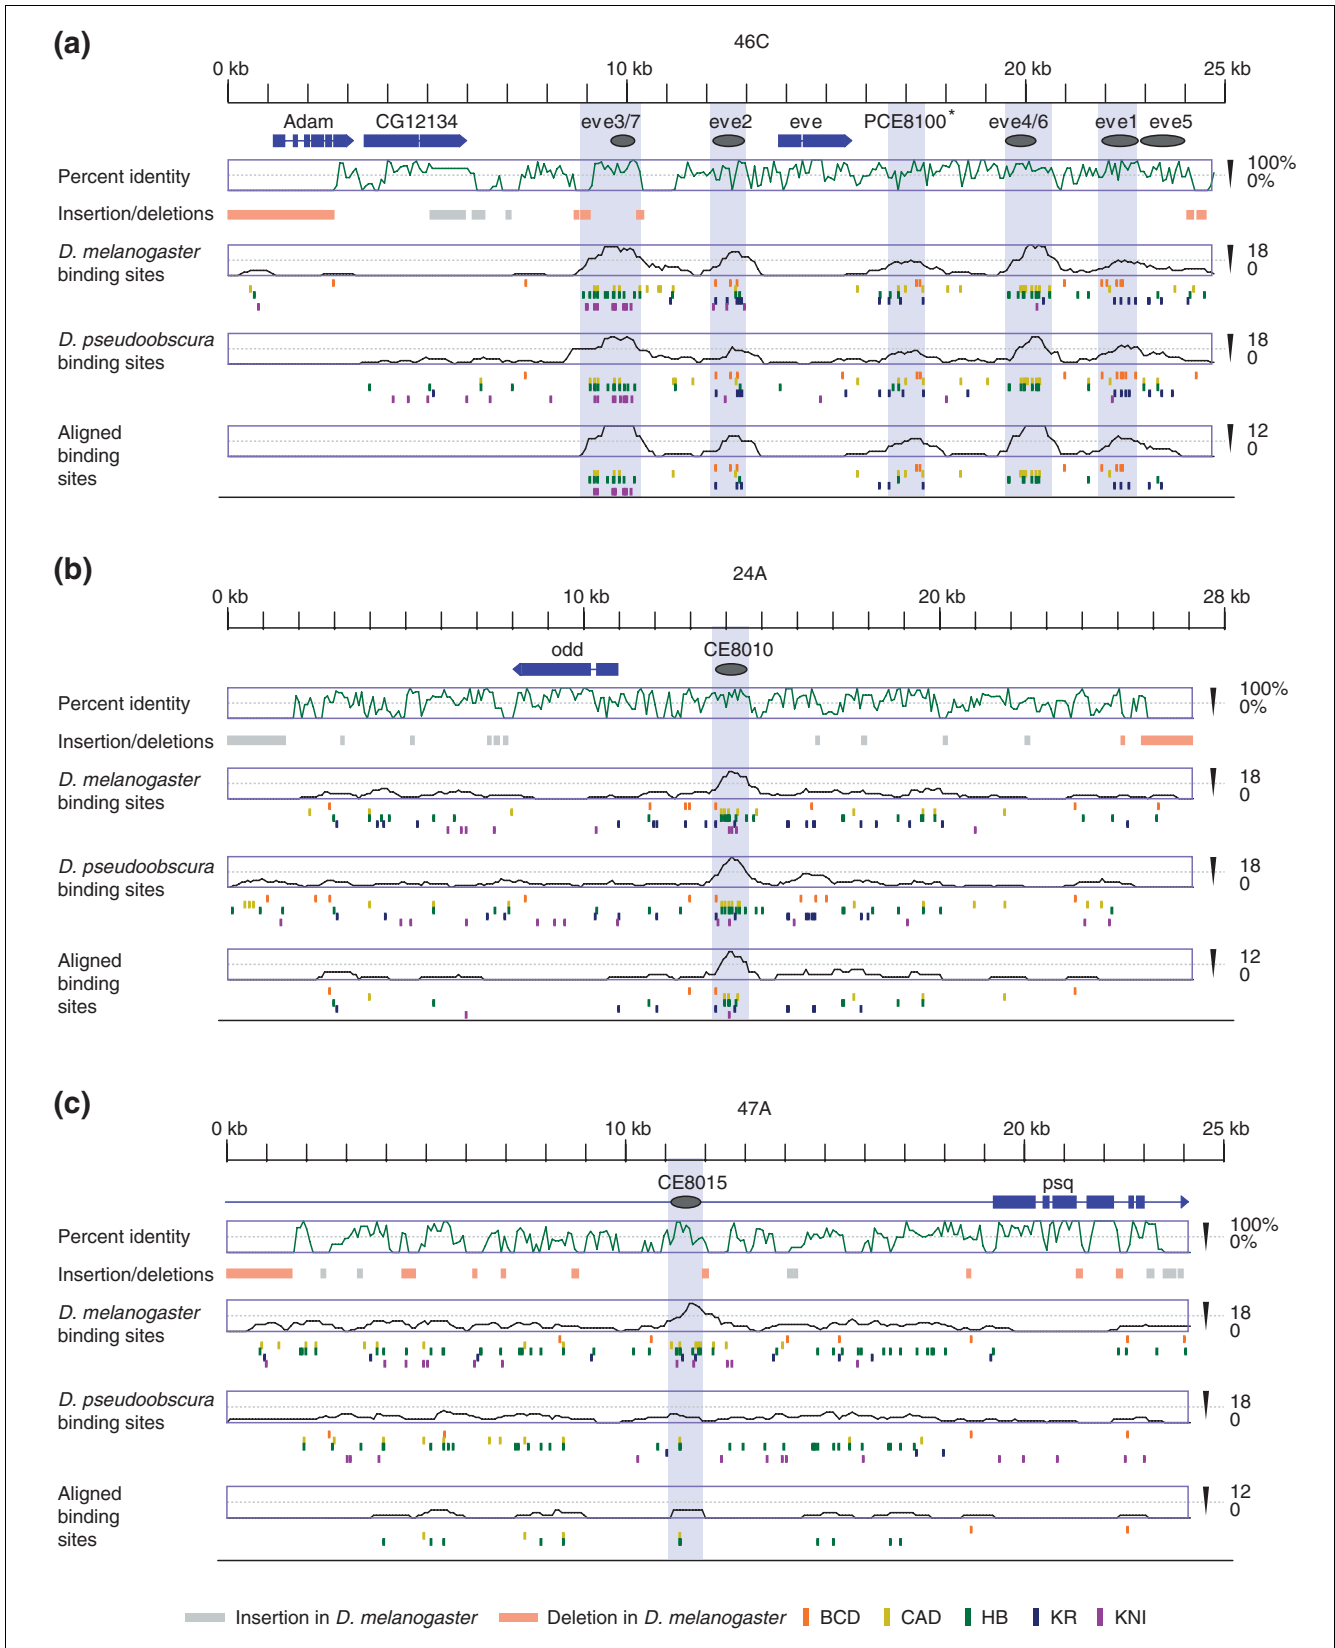 (a)
46C
0 kb 10 kb 20 kb 25 kb
Adam CG12134 eve3/7 eve2 eve PCE8100* eve4/6 eve1 eve5
Percent identity 100% 0%
Insertion/deletions
D. melanogaster binding sites 18 0
D. pseudoobscura binding sites 18 0
Aligned binding sites 12 0
(b)
24A
0 kb 10 kb 20 kb 28 kb
odd CE8010
Percent identity 100% 0%
Insertion/deletions
D. melanogaster binding sites 18 0
D. pseudoobscura binding sites 18 0
Aligned binding sites 12 0
(c)
47A
0 kb 10 kb 20 kb 25 kb
CE8015 psq
Percent identity 100% 0%
Insertion/deletions
D. melanogaster binding sites 18 0
D. pseudoobscura binding sites 18 0
Aligned binding sites 12 0
Insertion in D. melanogaster Deletion in D. melanogaster BCD CAD HB KR KNI